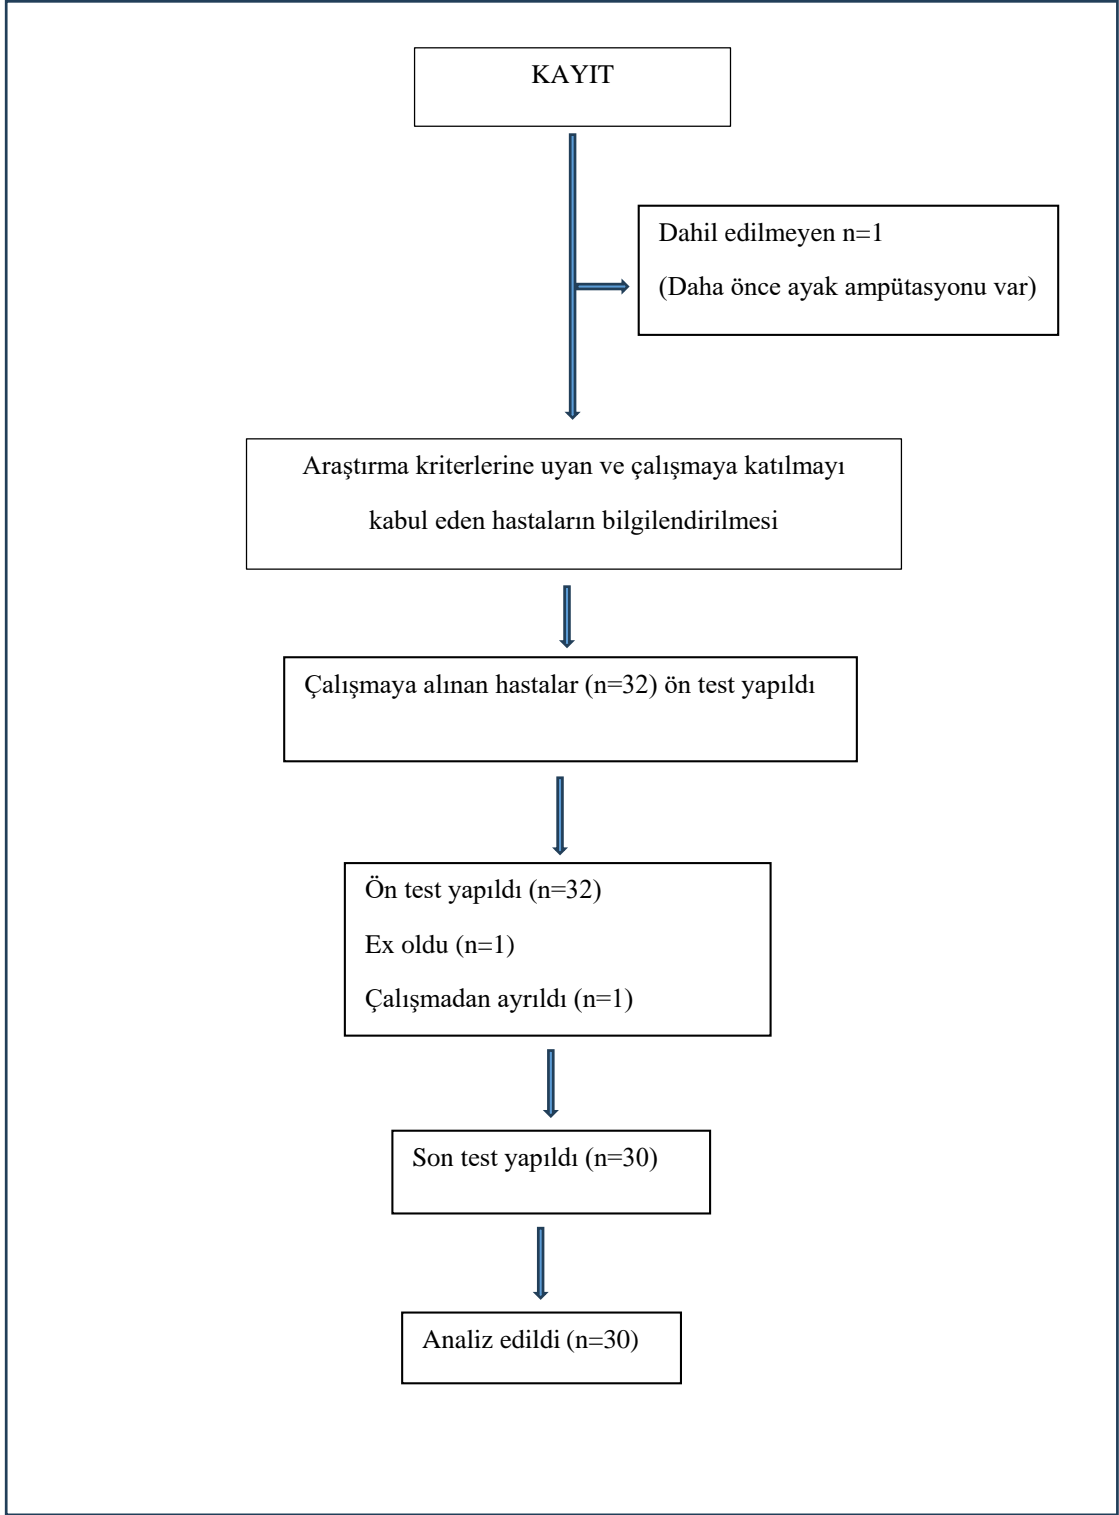 KAYIT
Dahil edilmeyen n=1
(Daha önce ayak ampütasyonu var)
Araştırma kriterlerine uyan ve çalışmaya katılmayı
kabul eden hastaların bilgilendirilmesi
Çalışmaya alınan hastalar (n=32) ön test yapıldı
Ön test yapıldı (n=32)
Ex oldu (n=1)
Çalışmadan ayrıldı (n=1)
Son test yapıldı (n=30)
Analiz edildi (n=30)